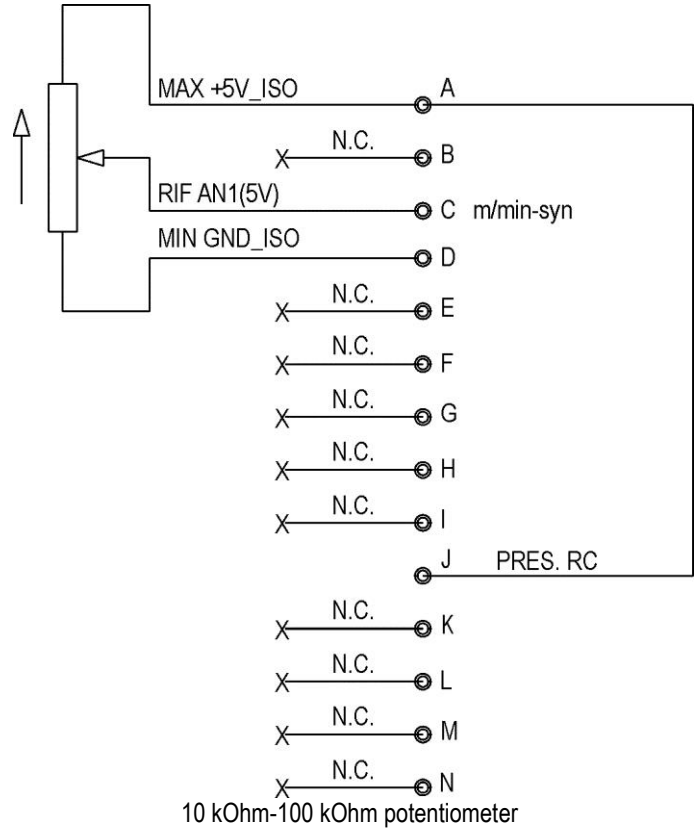 MAX +5V_ISO A
N.C. B
RIF AN1(5V) C m/min-syn
MIN GND_ISO D
N.C. E
N.C. F
N.C. G
N.C. H
N.C. I
J PRES. RC
N.C. K
N.C. L
N.C. M
N.C. N
10 kOhm-100 kOhm potentiometer